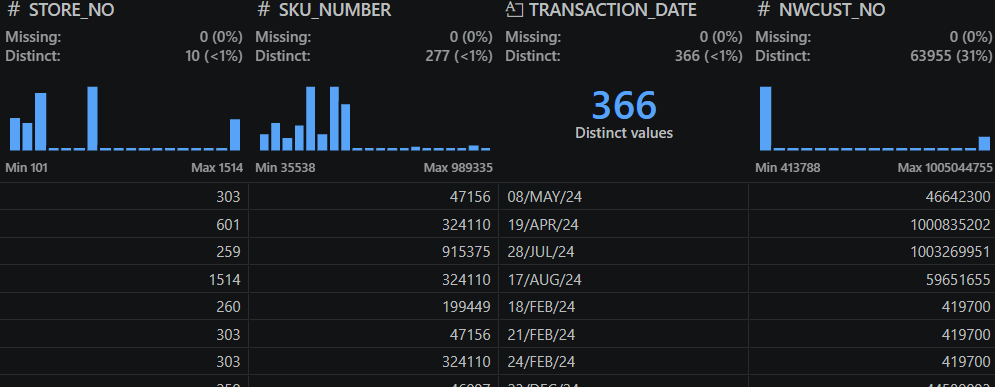 # STORE_NO # SKU_NUMBER A TRANSACTION_DATE # NWCUST_NO
Missing: 0 (0%) Missing: 0 (0%) Missing: 0 (0%) Missing: 0 (0%)
Distinct: 10 (<1%) Distinct: 277 (<1%) Distinct: 366 (<1%) Distinct: 63955 (31%)
366
Distinct values
Min 101 Max 1514 Min 35538 Max 989335 Min 413788 Max 1005044755
303 47156 08/MAY/24 46642300
601 324110 19/APR/24 1000835202
259 915375 28/JUL/24 1003269951
1514 324110 17/AUG/24 59651655
260 199449 18/FEB/24 419700
303 47156 21/FEB/24 419700
303 324110 24/FEB/24 419700